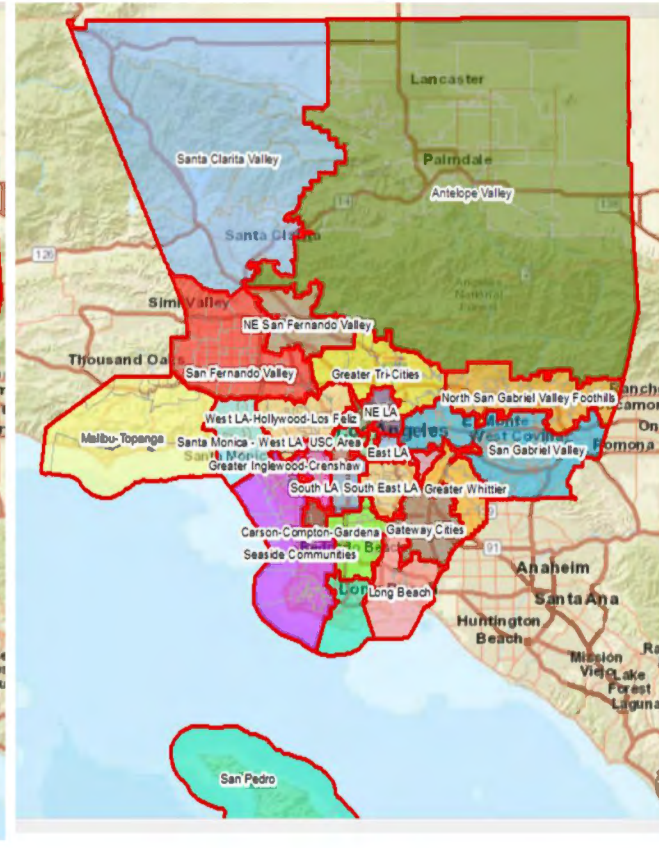 Lancaster
Palmdale
Santa Clarita Valley
Antelope Valley
14
126
Santa Clarita
Angeles
National
Forest
Simi Valley
NE San Fernando Valley
Thousand Oaks
San Fernando Valley
Greater Tri-Cities
North San Gabriel Valley Foothills
West LA-Hollywood-Los Feliz
NE LA
Malibu-Topanga
Santa Monica - West LA
USC Area
Angeles
El Monte
West Covina
San Gabriel Valley
Pomona
East LA
Greater Inglewood-Crenshaw
South LA
South East LA
Greater Whittier
Carson-Compton-Gardena
Gateway Cities
Seaside Communities
91
Anaheim
Long Beach
Santa Ana
Huntington
Beach
Mission
Viejo
Lake
Forest
Laguna
San Pedro